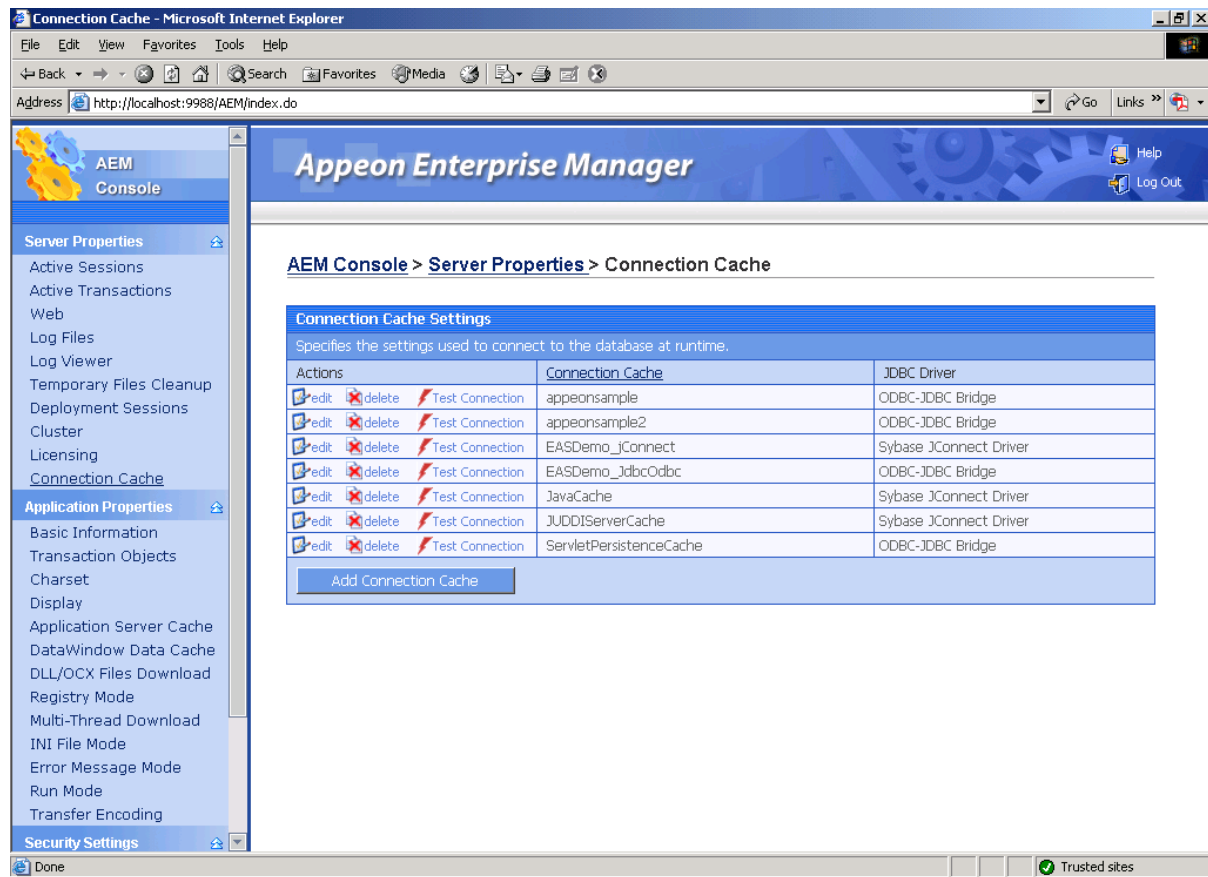 Connection Cache - Microsoft Internet Explorer
File Edit View Favorites Tools Help
Back Search Favorites Media
Address http://localhost:9988/AEM/index.do Go Links »
AEM
Console
Appeon Enterprise Manager
Help
Log Out
Server Properties
Active Sessions
Active Transactions
Web
Log Files
Log Viewer
Temporary Files Cleanup
Deployment Sessions
Cluster
Licensing
Connection Cache
Application Properties
Basic Information
Transaction Objects
Charset
Display
Application Server Cache
DataWindow Data Cache
DLL/OCX Files Download
Registry Mode
Multi-Thread Download
INI File Mode
Error Message Mode
Run Mode
Transfer Encoding
Security Settings
AEM Console > Server Properties > Connection Cache
Connection Cache Settings
Specifies the settings used to connect to the database at runtime.
Actions Connection Cache JDBC Driver
edit delete Test Connection appeonsample ODBC-JDBC Bridge
edit delete Test Connection appeonsample2 ODBC-JDBC Bridge
edit delete Test Connection EASDemo_jConnect Sybase JConnect Driver
edit delete Test Connection EASDemo_JdbcOdbc ODBC-JDBC Bridge
edit delete Test Connection JavaCache Sybase JConnect Driver
edit delete Test Connection JUDDIServerCache Sybase JConnect Driver
edit delete Test Connection ServletPersistenceCache ODBC-JDBC Bridge
Add Connection Cache
Done Trusted sites